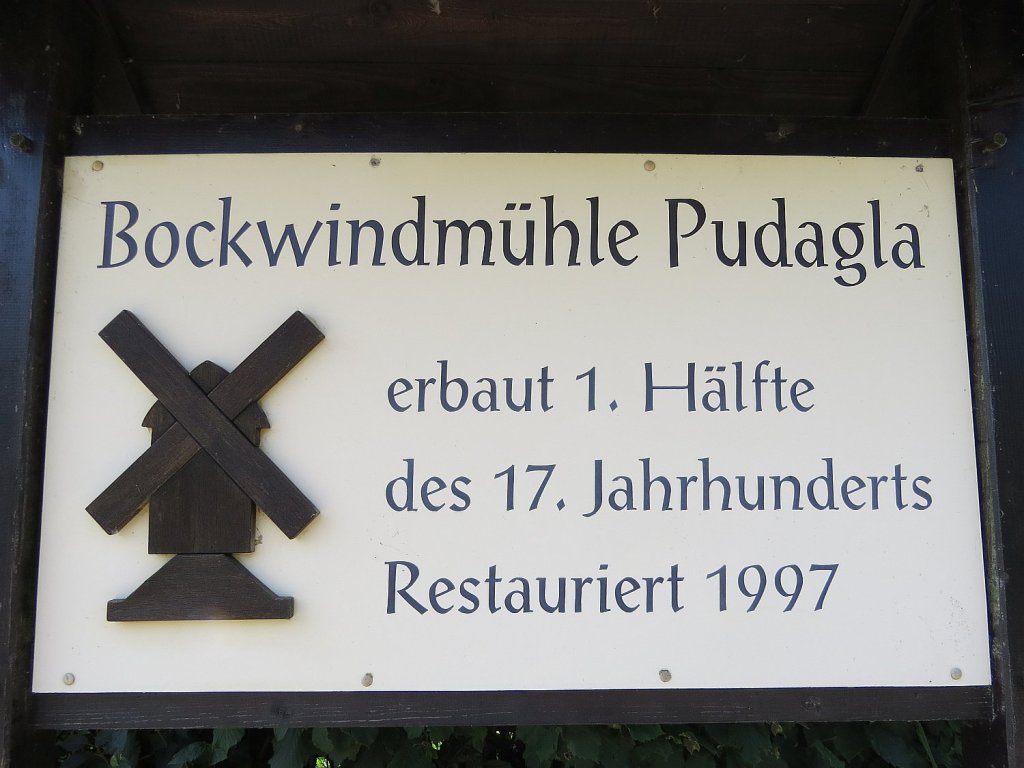 Bockwindmühle Pudagla
erbaut 1. Hälfte
des 17. Jahrhunderts
Restauriert 1997